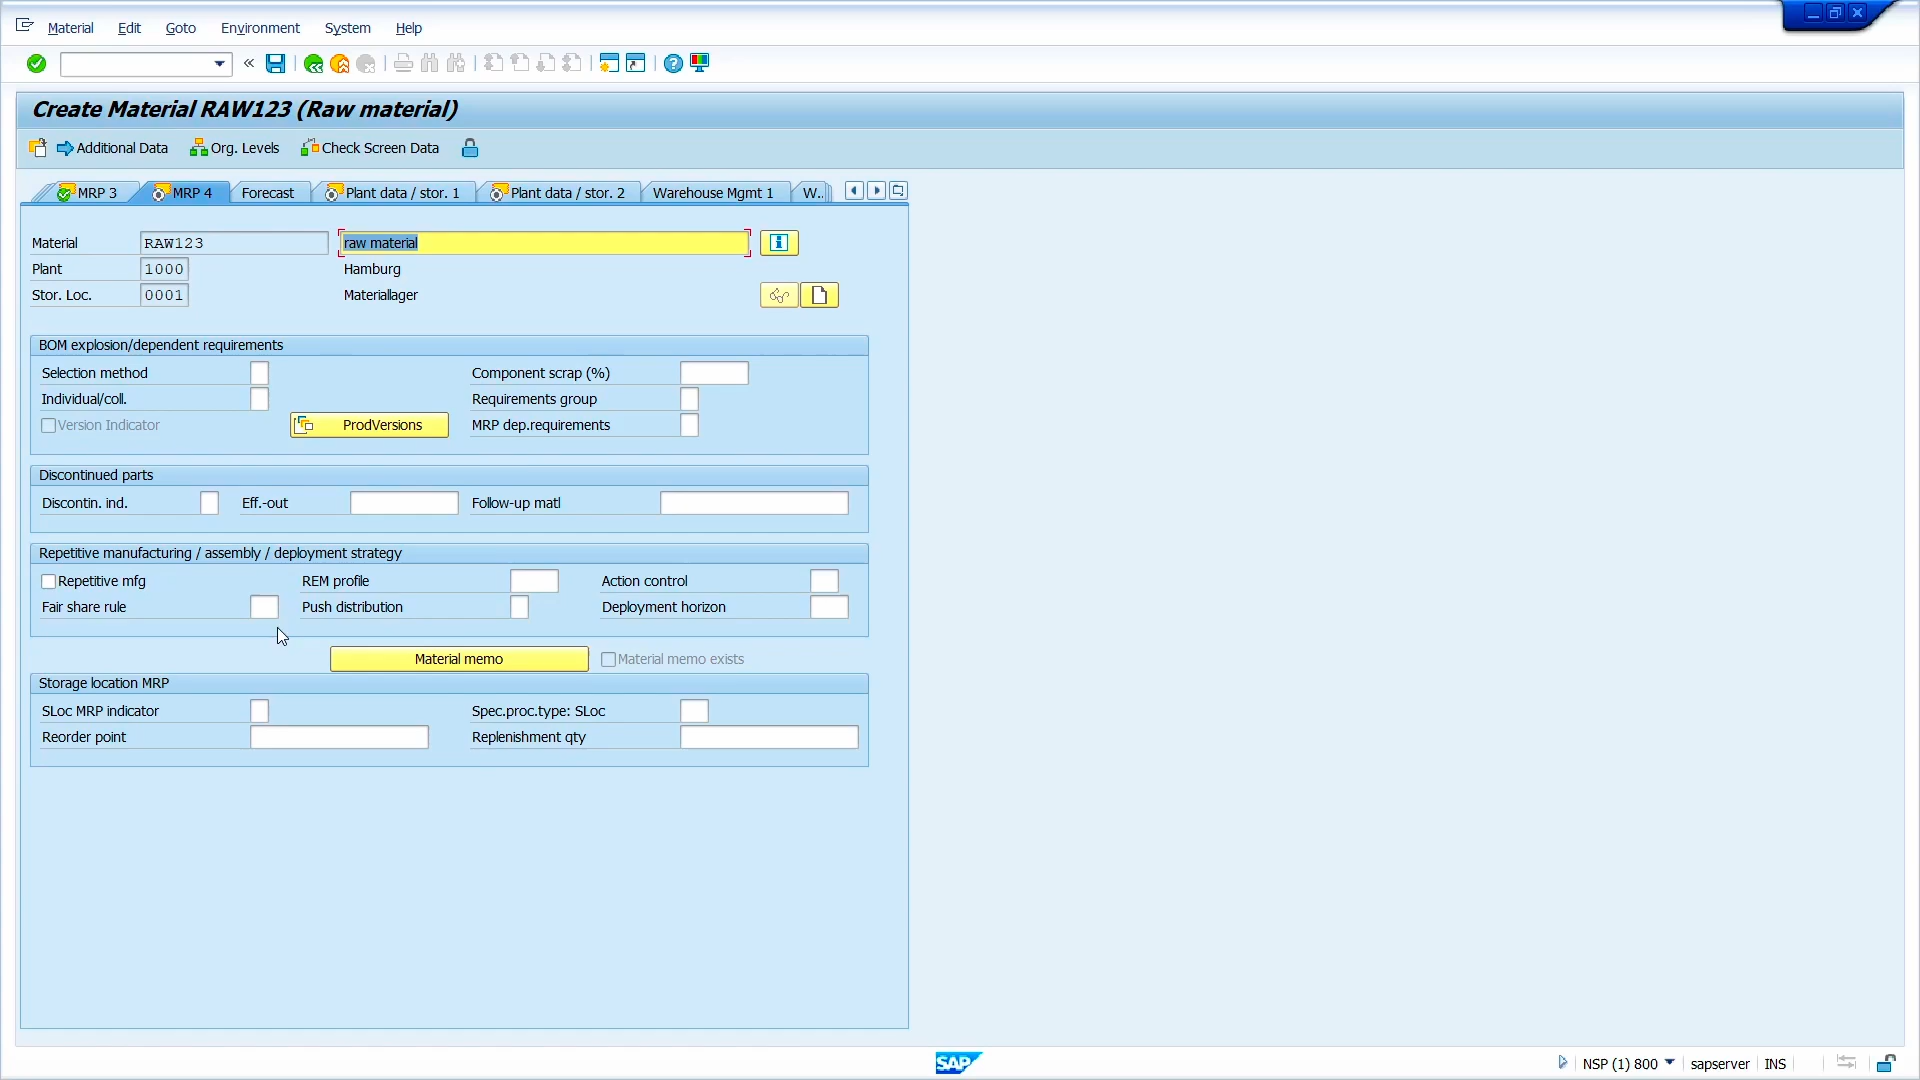 Material Edit Goto Environment System Help
Create Material RAW123 (Raw material)
Additional Data Org. Levels Check Screen Data
MRP 3 MRP 4 Forecast Plant data / stor. 1 Plant data / stor. 2 Warehouse Mgmt 1 W..
Material RAW123 raw material
Plant 1000 Hamburg
Stor. Loc. 0001 Materiallager
BOM explosion/dependent requirements
Selection method Component scrap (%)
Individual/coll. Requirements group
Version Indicator ProdVersions MRP dep.requirements
Discontinued parts
Discontin. ind. Eff.-out Follow-up matl
Repetitive manufacturing / assembly / deployment strategy
Repetitive mfg REM profile Action control
Fair share rule Push distribution Deployment horizon
Material memo Material memo exists
Storage location MRP
SLoc MRP indicator Spec.proc.type: SLoc
Reorder point Replenishment qty
SAP NSP (1) 800 sapserver INS